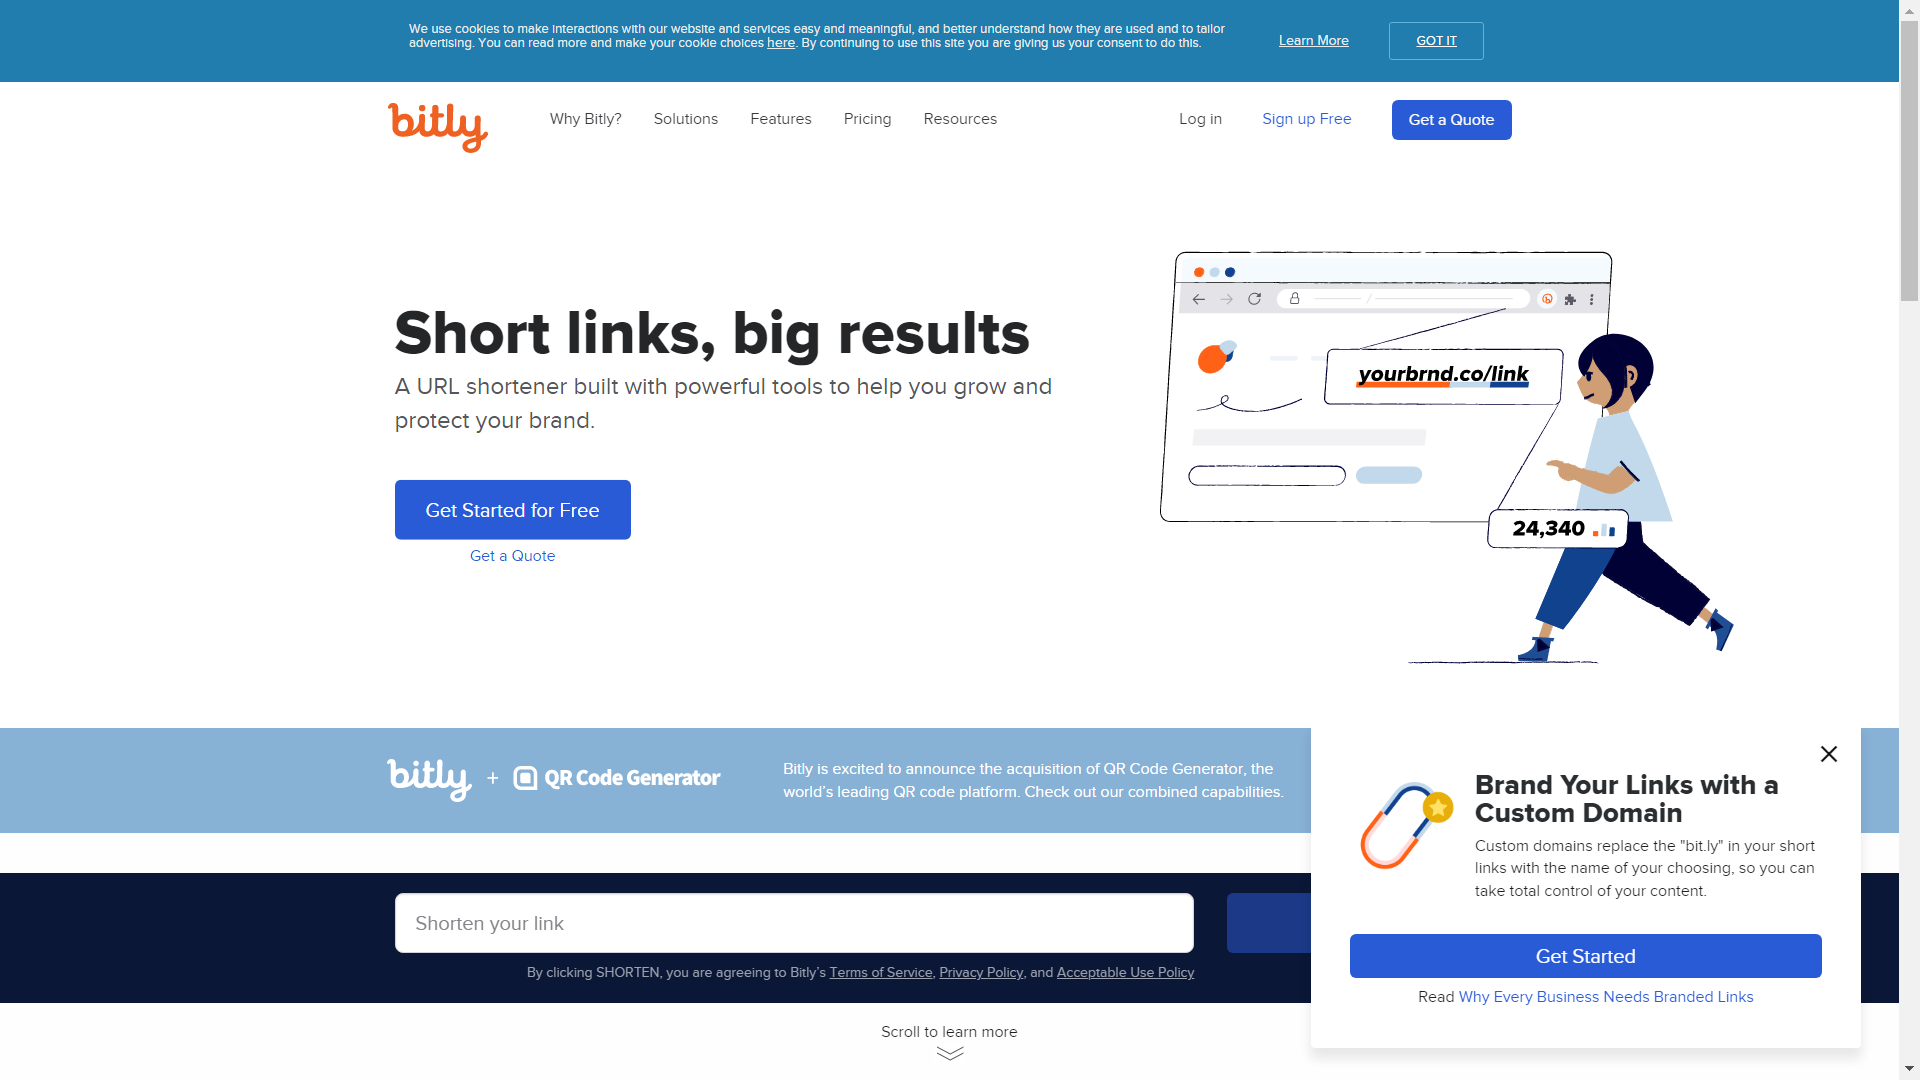 We use cookies to make interactions with our website and services easy and meaningful, and better understand how they are used and to tailor
advertising. You can read more and make your cookie choices here. By continuing to use this site you are giving us your consent to do this.
Learn More
GOT IT
bitly
Why Bitly?
Solutions
Features
Pricing
Resources
Log in
Sign up Free
Get a Quote
Short links, big results
A URL shortener built with powerful tools to help you grow and
protect your brand.
Get Started for Free
Get a Quote
yourbrnd.co/link
24,340
bitly + QR Code Generator
Bitly is excited to announce the acquisition of QR Code Generator, the
world's leading QR code platform. Check out our combined capabilities.
Shorten your link
By clicking SHORTEN, you are agreeing to Bitly's Terms of Service, Privacy Policy, and Acceptable Use Policy
Scroll to learn more
Brand Your Links with a
Custom Domain
Custom domains replace the "bit.ly" in your short
links with the name of your choosing, so you can
take total control of your content.
Get Started
Read Why Every Business Needs Branded Links